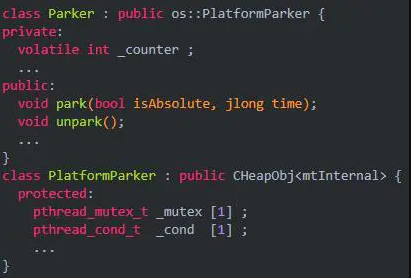 class Parker : public os::PlatformParker {
private:
  volatile int _counter ;
  ...
public:
  void park(bool isAbsolute, jlong time);
  void unpark();
  ...
}
class PlatformParker : public CHeapObj<mtInternal> {
  protected:
    pthread_mutex_t _mutex [1] ;
    pthread_cond_t  _cond  [1] ;
    ...
}